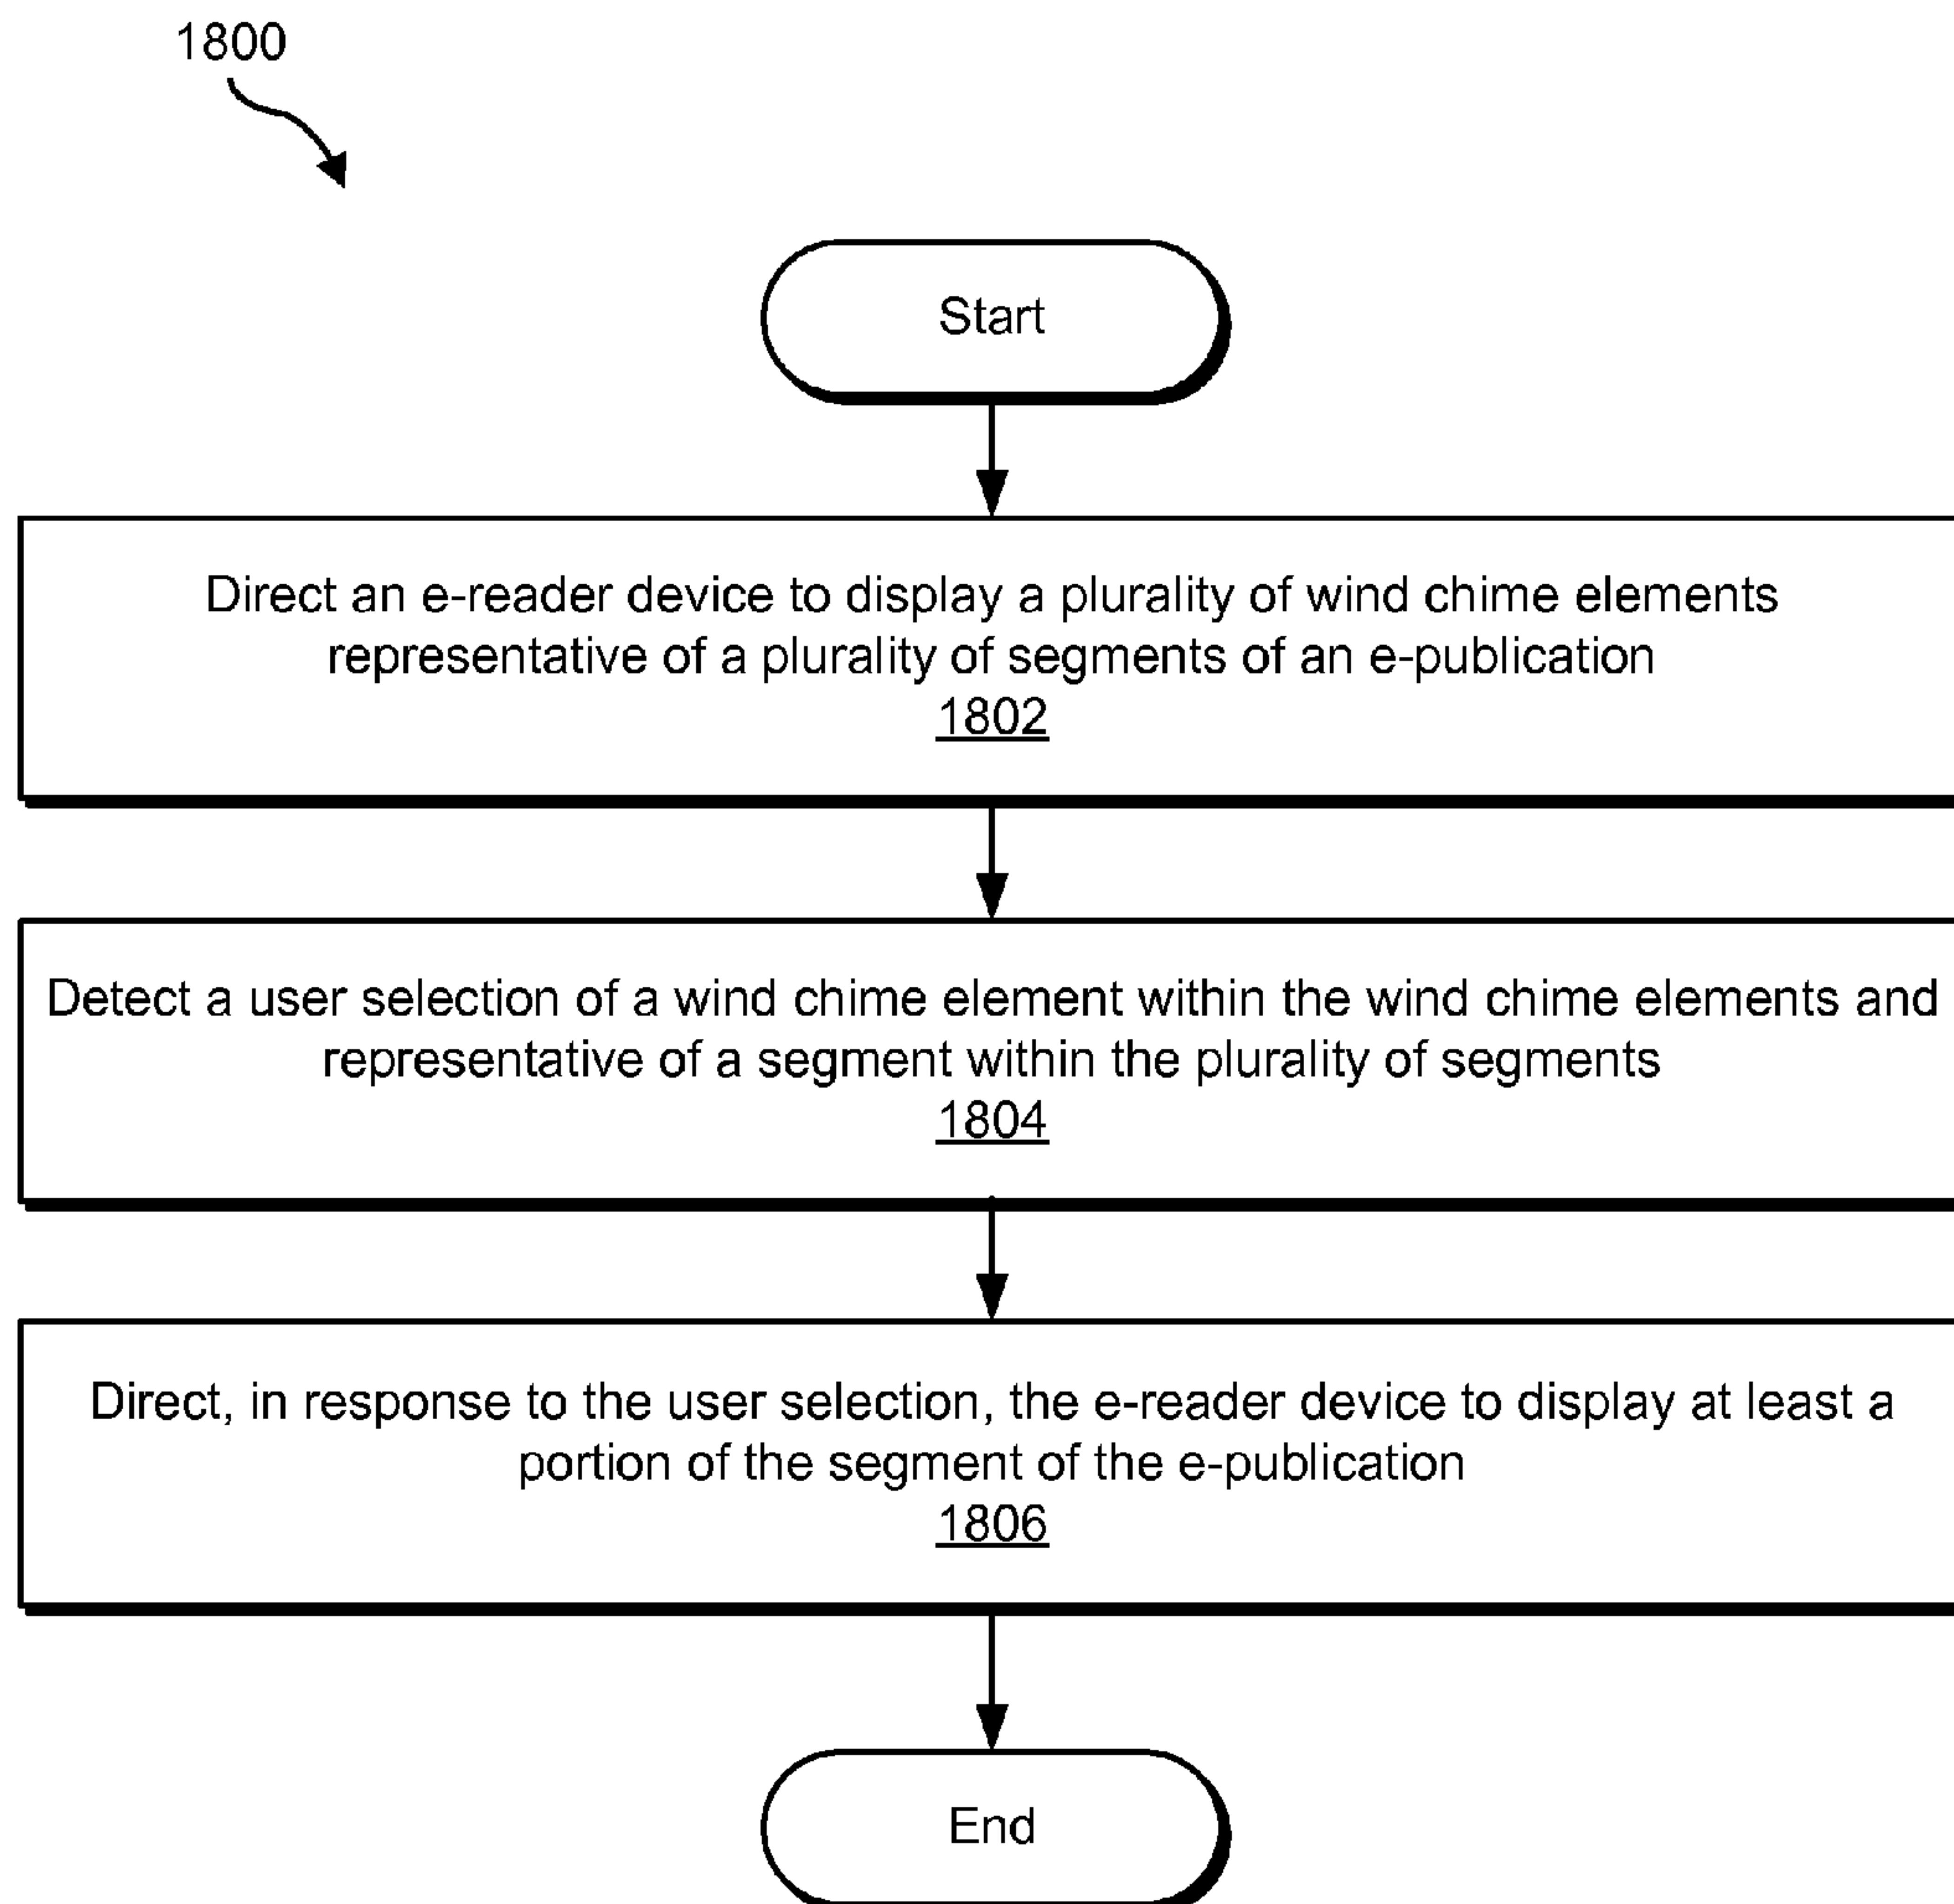 1800
Start
Direct an e-reader device to display a plurality of wind chime elements
representative of a plurality of segments of an e-publication
1802
Detect a user selection of a wind chime element within the wind chime elements and
representative of a segment within the plurality of segments
1804
Direct, in response to the user selection, the e-reader device to display at least a
portion of the segment of the e-publication
1806
End